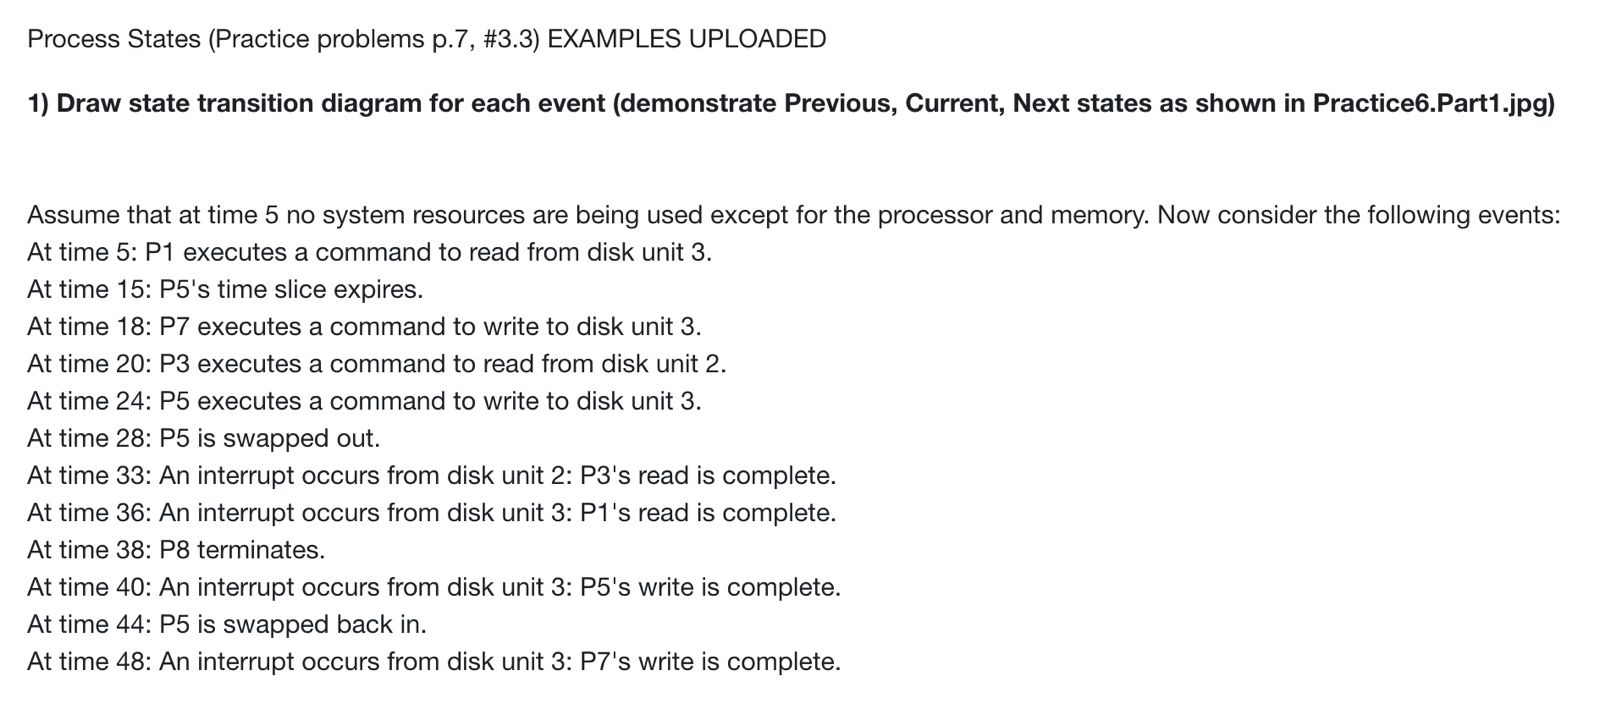 Process States (Practice problems p.7, #3.3) EXAMPLES UPLOADED
1) Draw state transition diagram for each event (demonstrate Previous, Current, Next states as shown in Practice6.Part1.jpg)
Assume that at time 5 no system resources are being used except for the processor and memory. Now consider the following events:
At time 5: P1 executes a command to read from disk unit 3.
At time 15: P5's time slice expires.
At time 18: P7 executes a command to write to disk unit 3.
At time 20: P3 executes a command to read from disk unit 2.
At time 24: P5 executes a command to write to disk unit 3.
At time 28: P5 is swapped out.
At time 33: An interrupt occurs from disk unit 2: P3's read is complete.
At time 36: An interrupt occurs from disk unit 3: P1's read is complete.
At time 38: P8 terminates.
At time 40: An interrupt occurs from disk unit 3: P5's write is complete.
At time 44: P5 is swapped back in.
At time 48: An interrupt occurs from disk unit 3: P7's write is complete.